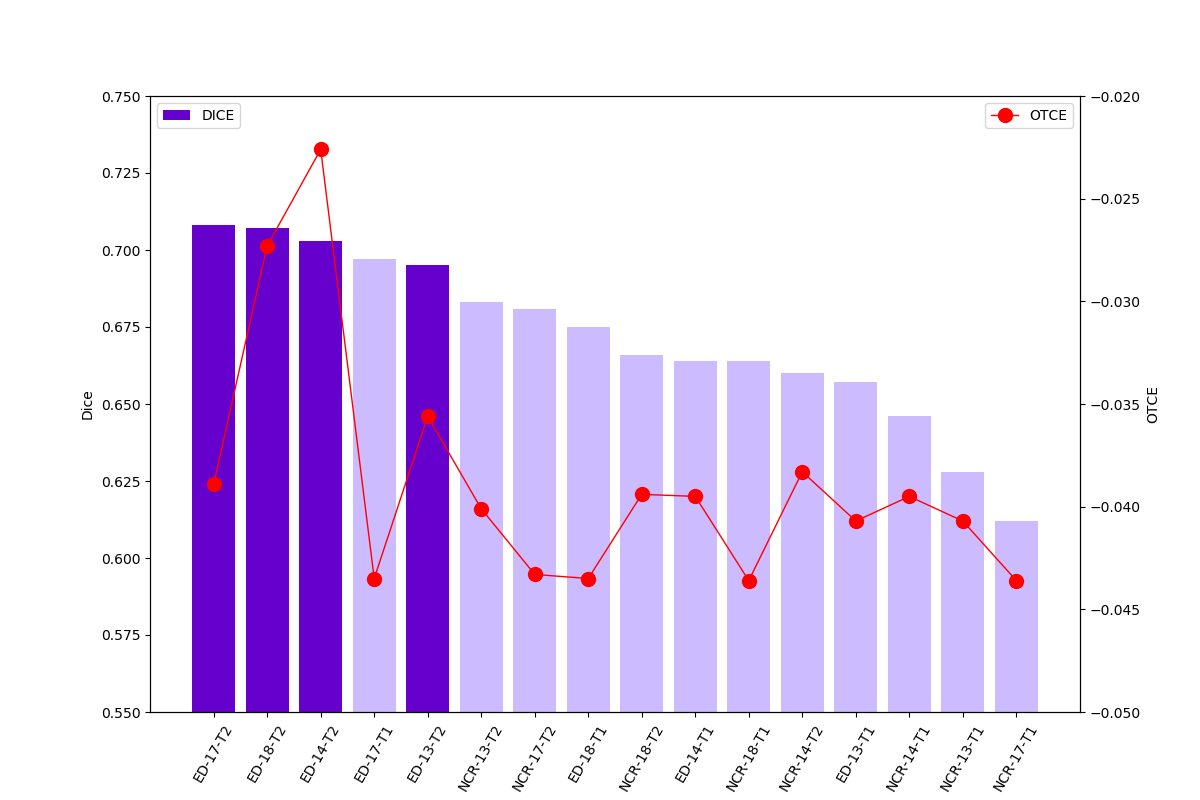 DICE
OTCE
0.750
0.725
0.700
0.675
0.650
0.625
0.600
0.575
0.550
Dice
−0.020
−0.025
−0.030
−0.035
−0.040
−0.045
−0.050
OTCE
ED-17-T2
ED-18-T2
ED-14-T2
ED-17-T1
ED-13-T2
NCR-13-T2
NCR-17-T2
ED-18-T1
NCR-18-T2
ED-14-T1
NCR-18-T1
NCR-14-T2
ED-13-T1
NCR-14-T1
NCR-13-T1
NCR-17-T1